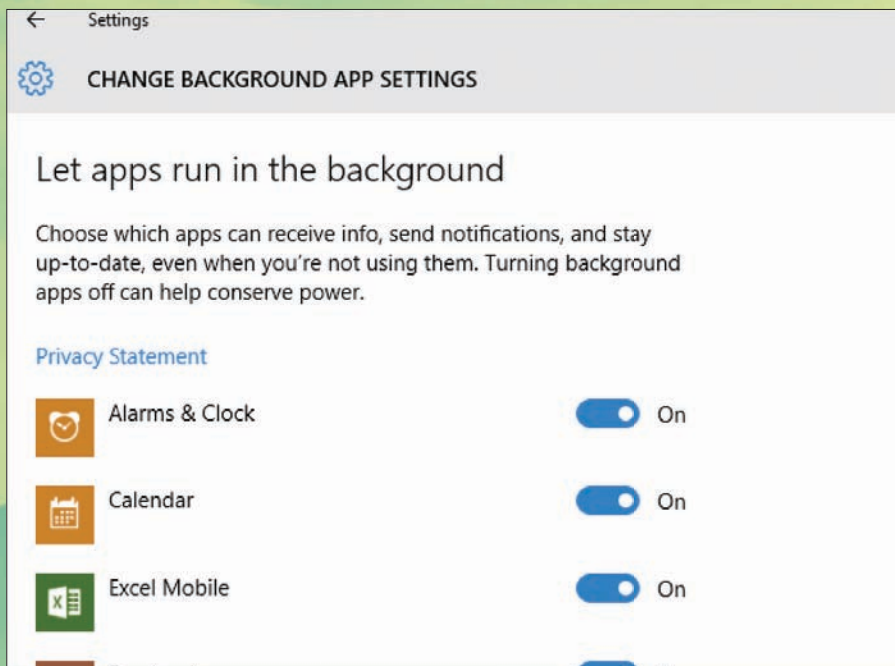 Settings
CHANGE BACKGROUND APP SETTINGS
Let apps run in the background
Choose which apps can receive info, send notifications, and stay
up-to-date, even when you're not using them. Turning background
apps off can help conserve power.
Privacy Statement
Alarms & Clock On
Calendar On
Excel Mobile On